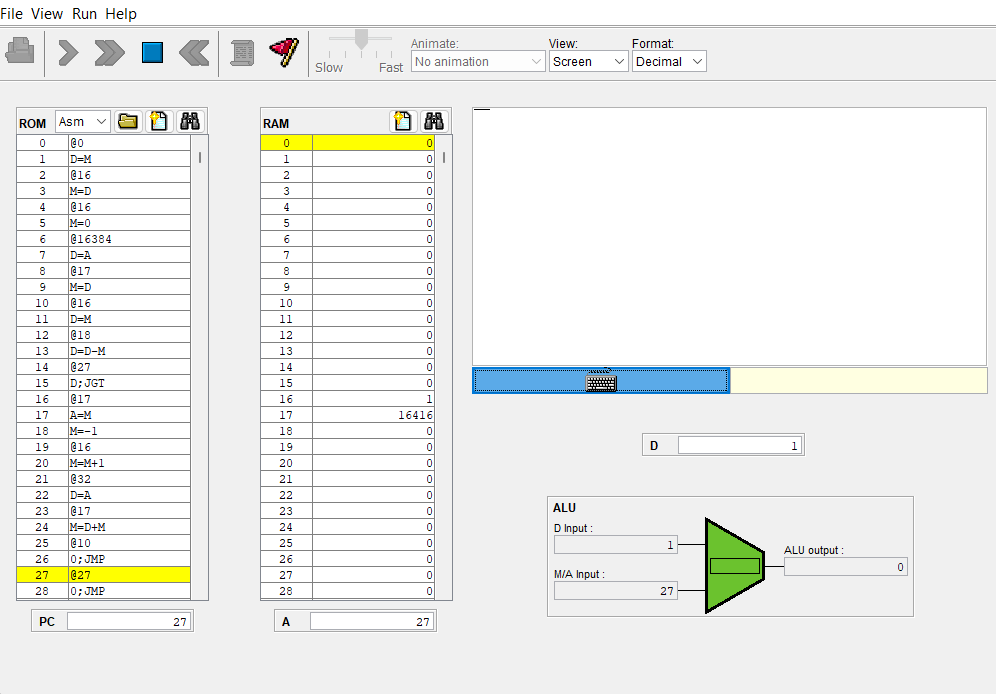 File View Run Help
Slow Fast
Animate: View: Format:
No animation Screen Decimal
ROM Asm
0 @0
1 D=M
2 @16
3 M=D
4 @16
5 M=0
6 @16384
7 D=A
8 @17
9 M=D
10 @16
11 D=M
12 @18
13 D=D-M
14 @27
15 D;JGT
16 @17
17 A=M
18 M=-1
19 @16
20 M=M+1
21 @32
22 D=A
23 @17
24 M=D+M
25 @10
26 0;JMP
27 @27
28 0;JMP
PC 27
RAM
0 0
1 0
2 0
3 0
4 0
5 0
6 0
7 0
8 0
9 0
10 0
11 0
12 0
13 0
14 0
15 0
16 1
17 16416
18 0
19 0
20 0
21 0
22 0
23 0
24 0
25 0
26 0
27 0
28 0
A 27
D 1
ALU
D Input :
1
M/A Input :
27
ALU output :
0